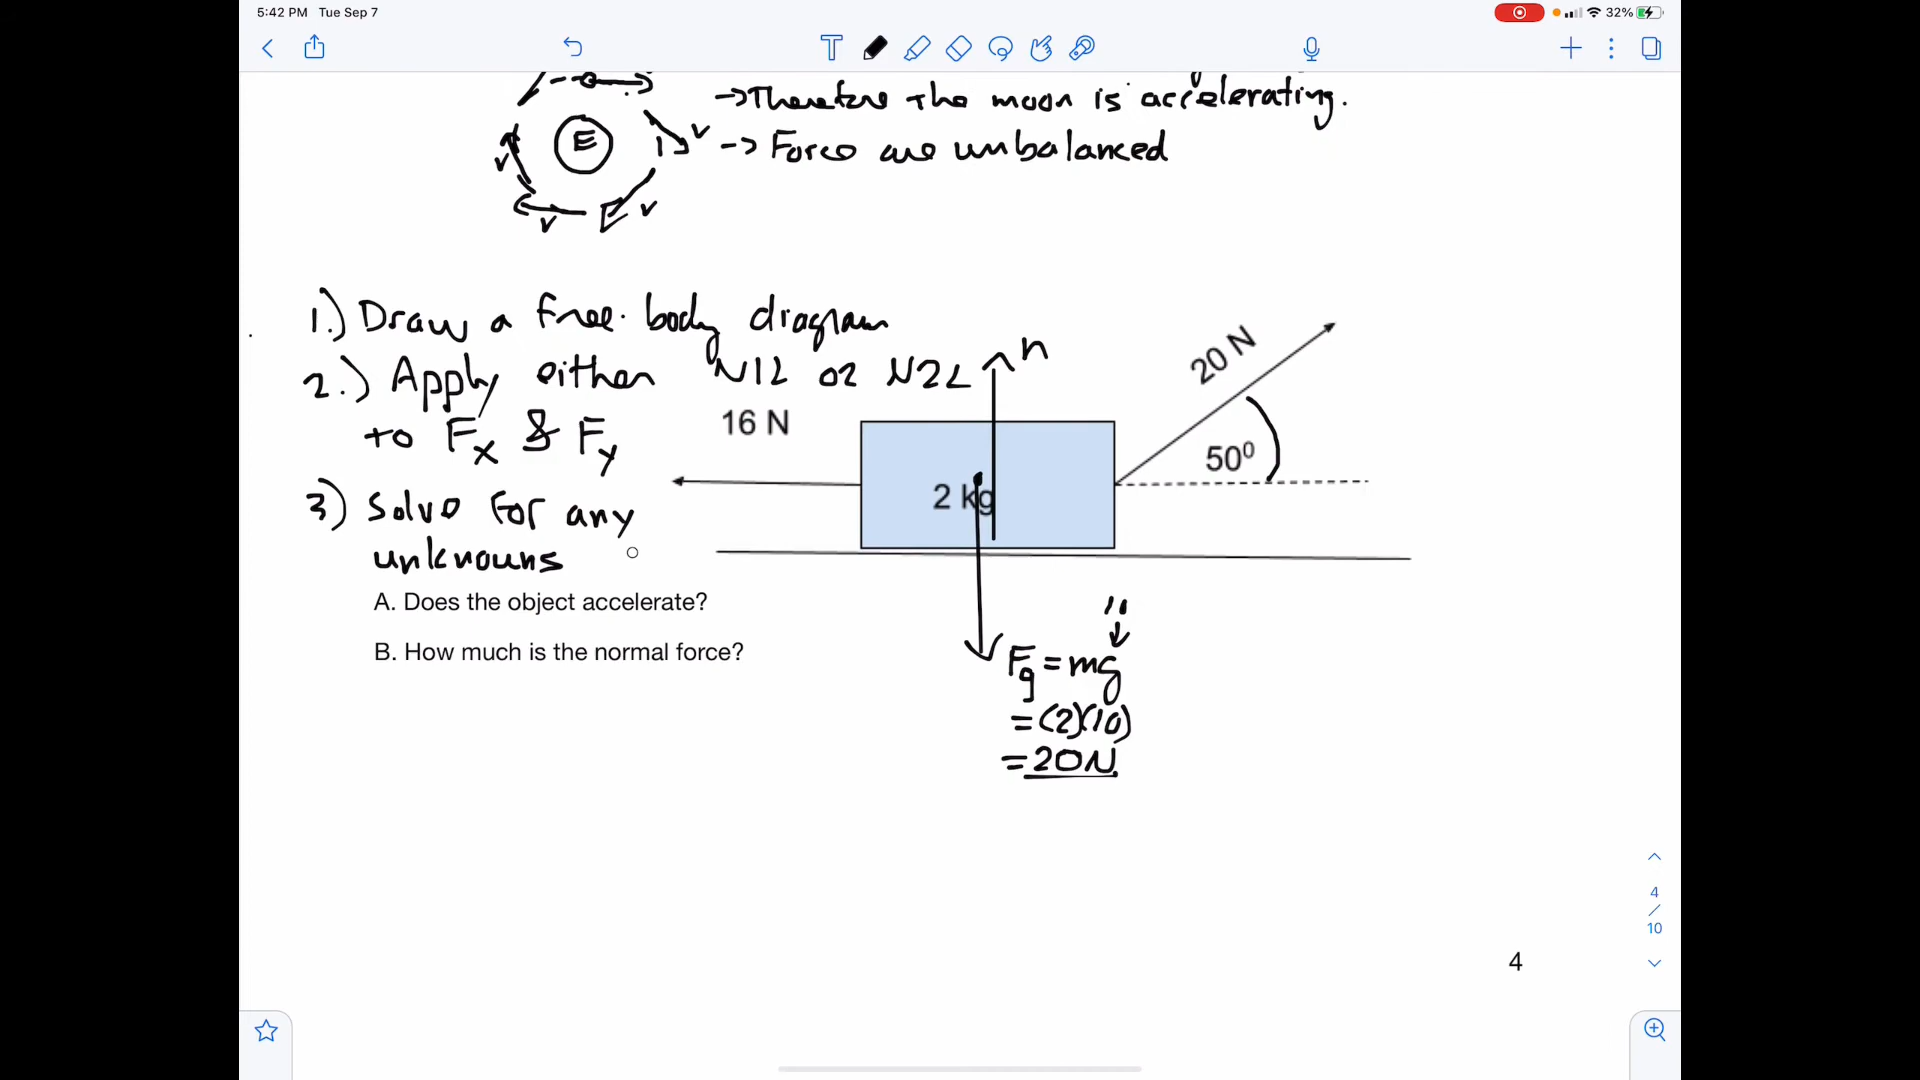 5:42 PM Tue Sep 7
32%
T
→Therefore the moon is accelerating.
→ Force are unbalanced
E
v
v
v
v
1.) Draw a free body diagram
2.) Apply either N1L or N2L
to Fx & Fy
3) Solve for any
unknowns
n
16 N
20 N
50⁰
2 kg
A. Does the object accelerate?
B. How much is the normal force?
Fg = mg
= (2)(10)
= 20N
4
/
10
4